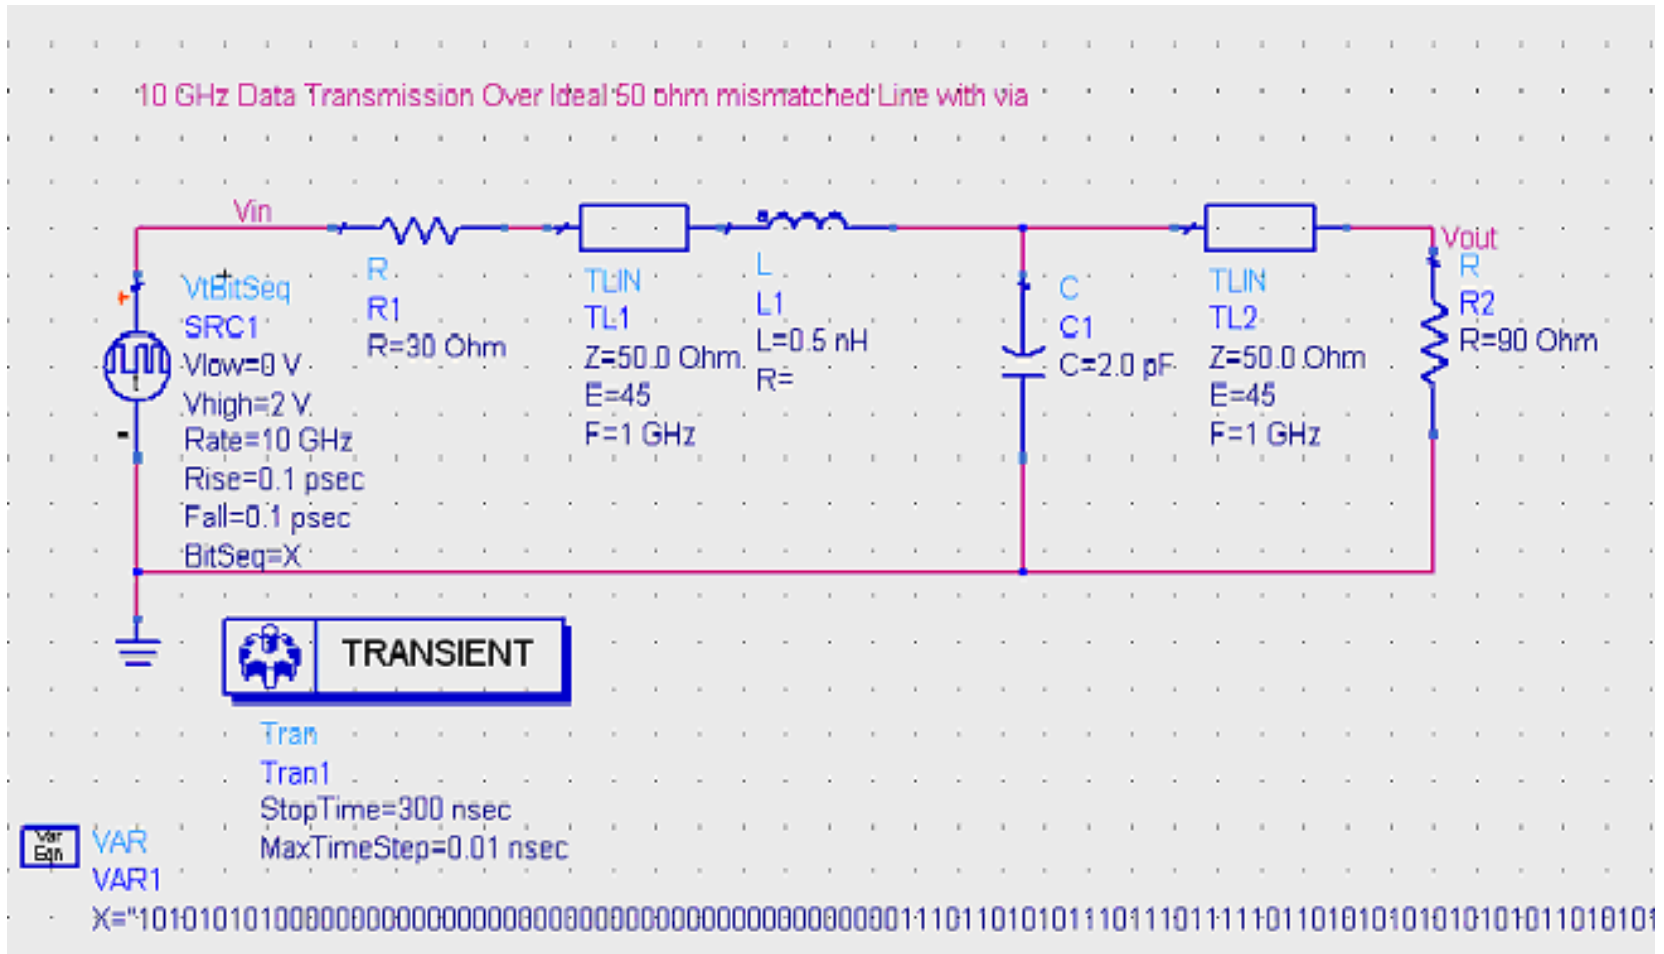 10 GHz Data Transmission Over Ideal 50 ohm mismatched Line with via
Vin
Vout
VtBitSeq
SRC1
Vlow=0 V
Vhigh=2 V
Rate=10 GHz
Rise=0.1 psec
Fall=0.1 psec
BitSeq=X
R
R1
R=30 Ohm
TLIN
TL1
Z=50.0 Ohm
E=45
F=1 GHz
L
L1
L=0.5 nH
R=
C
C1
C=2.0 pF
TLIN
TL2
Z=50.0 Ohm
E=45
F=1 GHz
R
R2
R=90 Ohm
TRANSIENT
Tran
Tran1
StopTime=300 nsec
MaxTimeStep=0.01 nsec
Var
Eqn
VAR
VAR1